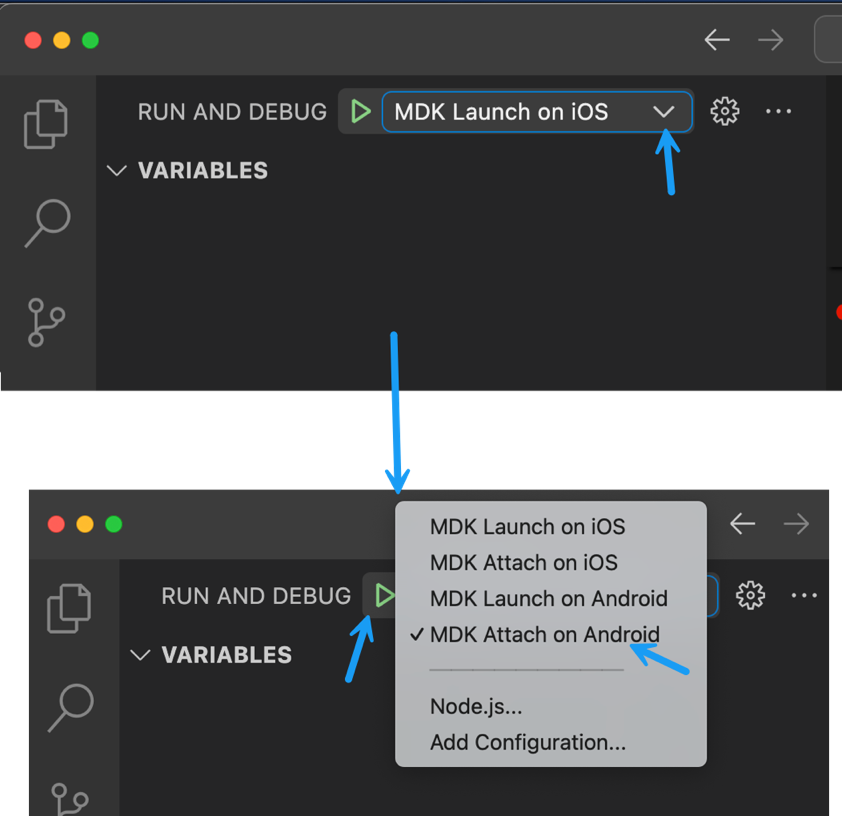 RUN AND DEBUG MDK Launch on iOS
VARIABLES
MDK Launch on iOS
MDK Attach on iOS
RUN AND DEBUG MDK Launch on Android
✓ MDK Attach on Android
VARIABLES
Node.js...
Add Configuration...